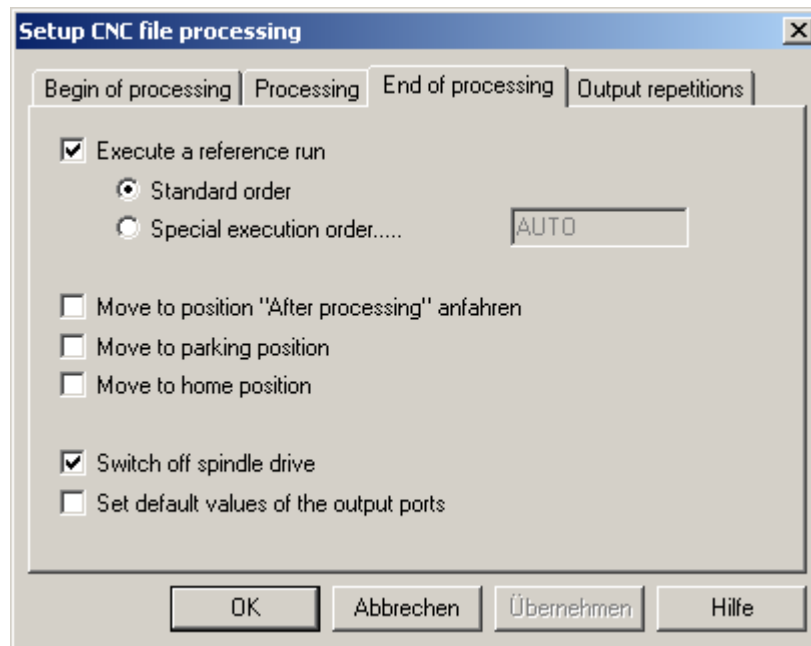 Setup CNC file processing
Begin of processing Processing End of processing Output repetitions
Execute a reference run
Standard order
Special execution order..... AUTO
Move to position "After processing" anfahren
Move to parking position
Move to home position
Switch off spindle drive
Set default values of the output ports
OK Abbrechen Übernehmen Hilfe